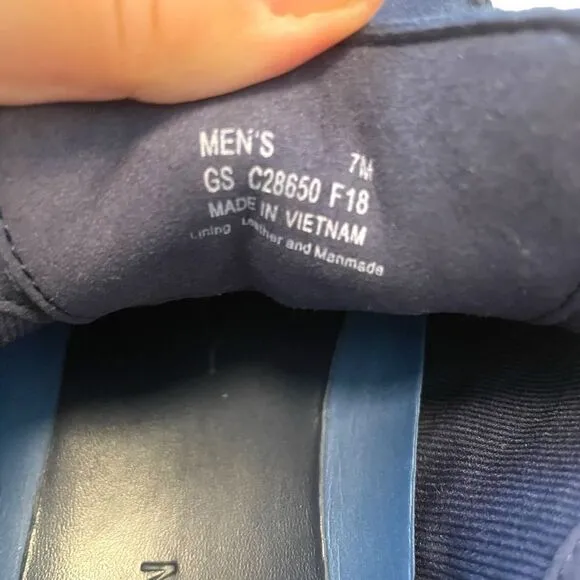 MEN'S 7M
GS C28650 F18
MADE IN VIETNAM
Lining Leather and Manmade
N